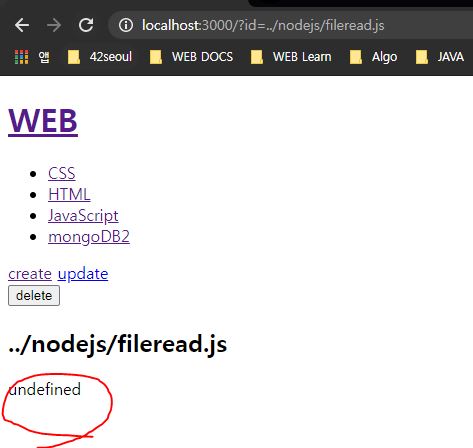 localhost:3000/?id=../nodejs/fileread.js
앱 42seoul WEB DOCS WEB Learn Algo JAVA
WEB
CSS
HTML
JavaScript
mongoDB2
create update
delete
../nodejs/fileread.js
undefined